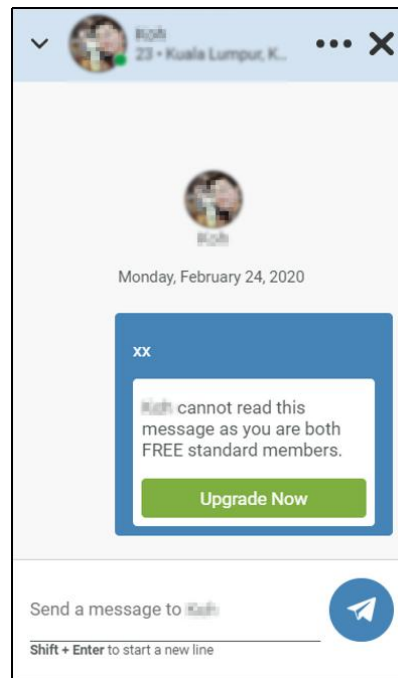 23 • Kuala Lumpur, K...
Monday, February 24, 2020
xx
cannot read this
message as you are both
FREE standard members.
Upgrade Now
Send a message to
Shift + Enter to start a new line